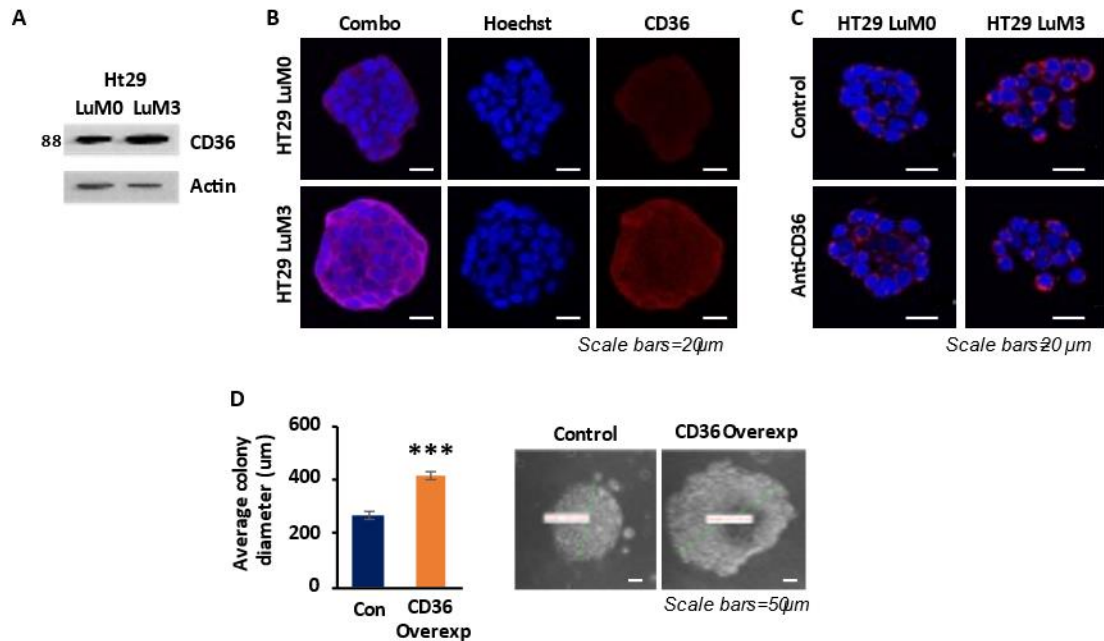 A
Ht29
LuM0 LuM3
88
CD36
Actin
B
Combo Hoechst CD36
HT29 LuM0
HT29 LuM3
Scale bars=20µm
C
HT29 LuM0 HT29 LuM3
Control
Anti-CD36
Scale bars=20 µm
D
Average colony
diameter (um)
600
400
200
0
***
Con
CD36
Overexp
Control CD36 Overexp
Scale bars=50µm